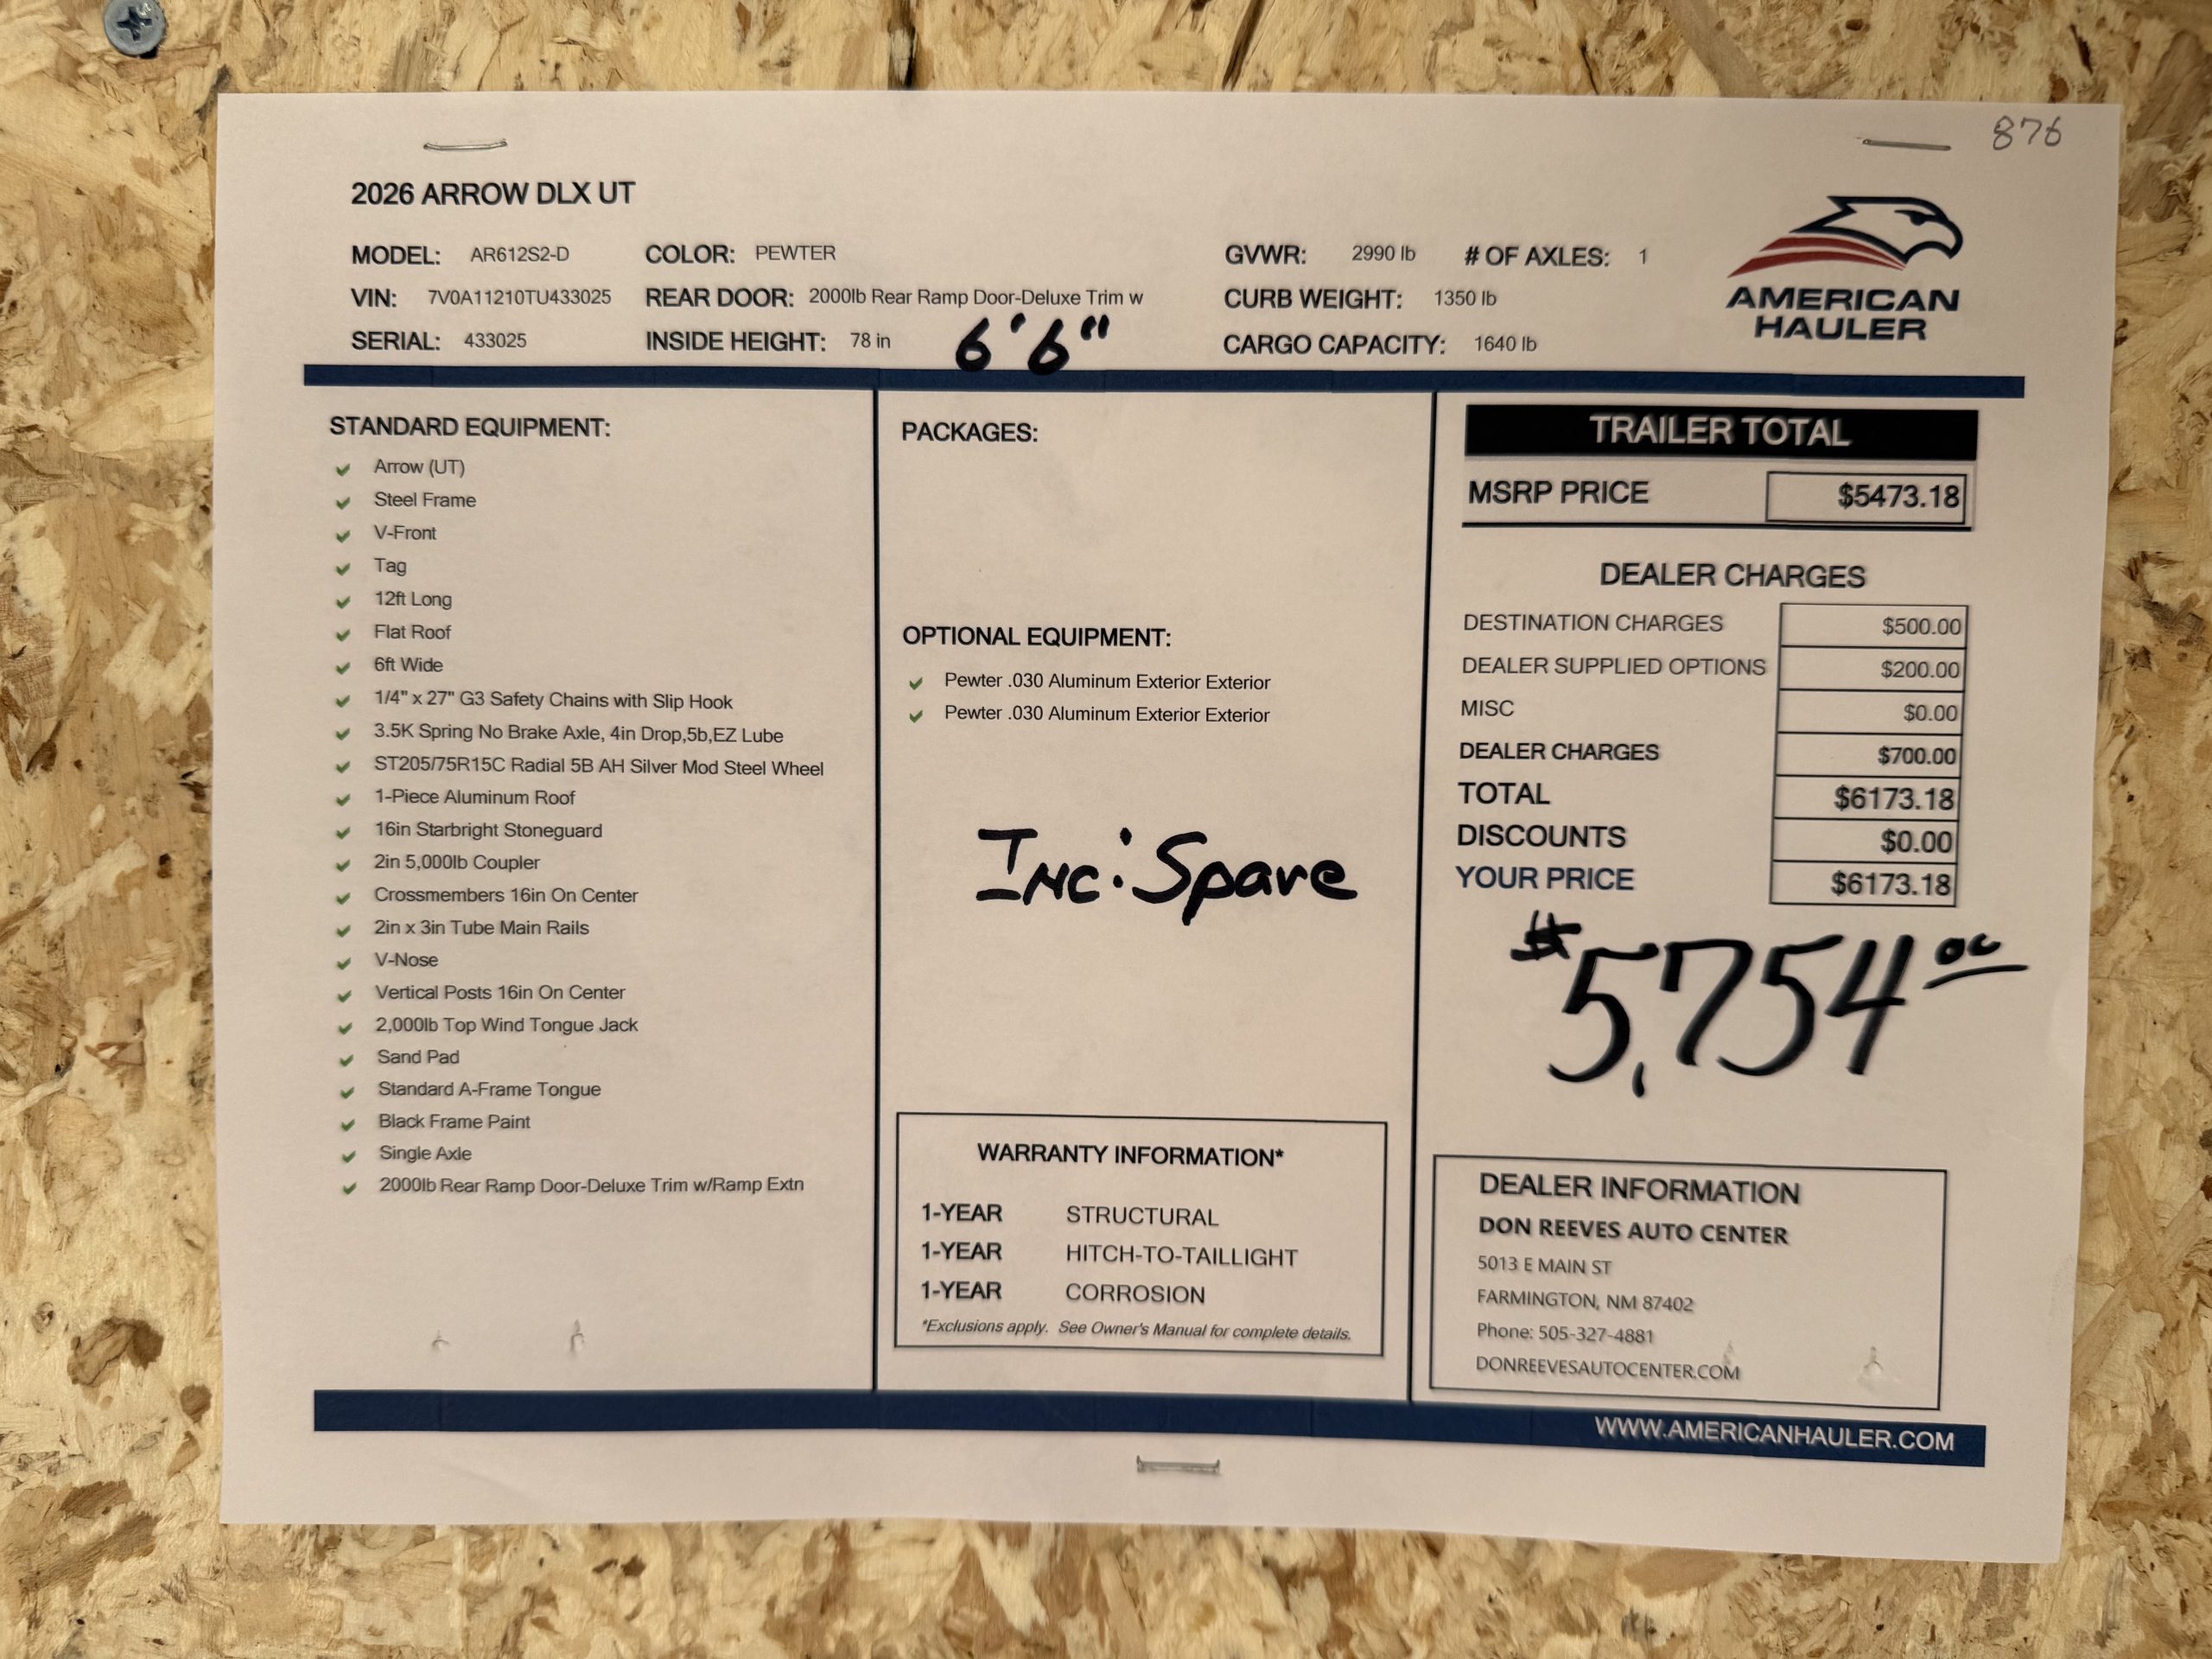 876
2026 ARROW DLX UT
MODEL: AR612S2-D COLOR: PEWTER GVWR: 2990 lb # OF AXLES: 1
VIN: 7V0A11210TU433025 REAR DOOR: 2000lb Rear Ramp Door-Deluxe Trim w CURB WEIGHT: 1350 lb
SERIAL: 433025 INSIDE HEIGHT: 78 in 6'6" CARGO CAPACITY: 1640 lb
AMERICAN
HAULER
STANDARD EQUIPMENT:
Arrow (UT)
Steel Frame
V-Front
Tag
12ft Long
Flat Roof
6ft Wide
1/4" x 27" G3 Safety Chains with Slip Hook
3.5K Spring No Brake Axle, 4in Drop,5b,EZ Lube
ST205/75R15C Radial 5B AH Silver Mod Steel Wheel
1-Piece Aluminum Roof
16in Starbright Stoneguard
2in 5,000lb Coupler
Crossmembers 16in On Center
2in x 3in Tube Main Rails
V-Nose
Vertical Posts 16in On Center
2,000lb Top Wind Tongue Jack
Sand Pad
Standard A-Frame Tongue
Black Frame Paint
Single Axle
2000lb Rear Ramp Door-Deluxe Trim w/Ramp Extn
PACKAGES:
OPTIONAL EQUIPMENT:
Pewter .030 Aluminum Exterior Exterior
Pewter .030 Aluminum Exterior Exterior
Inc: Spare
WARRANTY INFORMATION*
1-YEAR STRUCTURAL
1-YEAR HITCH-TO-TAILLIGHT
1-YEAR CORROSION
*Exclusions apply. See Owner's Manual for complete details.
TRAILER TOTAL
MSRP PRICE $5473.18
DEALER CHARGES
DESTINATION CHARGES $500.00
DEALER SUPPLIED OPTIONS $200.00
MISC $0.00
DEALER CHARGES $700.00
TOTAL $6173.18
DISCOUNTS $0.00
YOUR PRICE $6173.18
$5,754.00
DEALER INFORMATION
DON REEVES AUTO CENTER
5013 E MAIN ST
FARMINGTON, NM 87402
Phone: 505-327-4881
DONREEVESAUTOCENTER.COM
WWW.AMERICANHAULER.COM